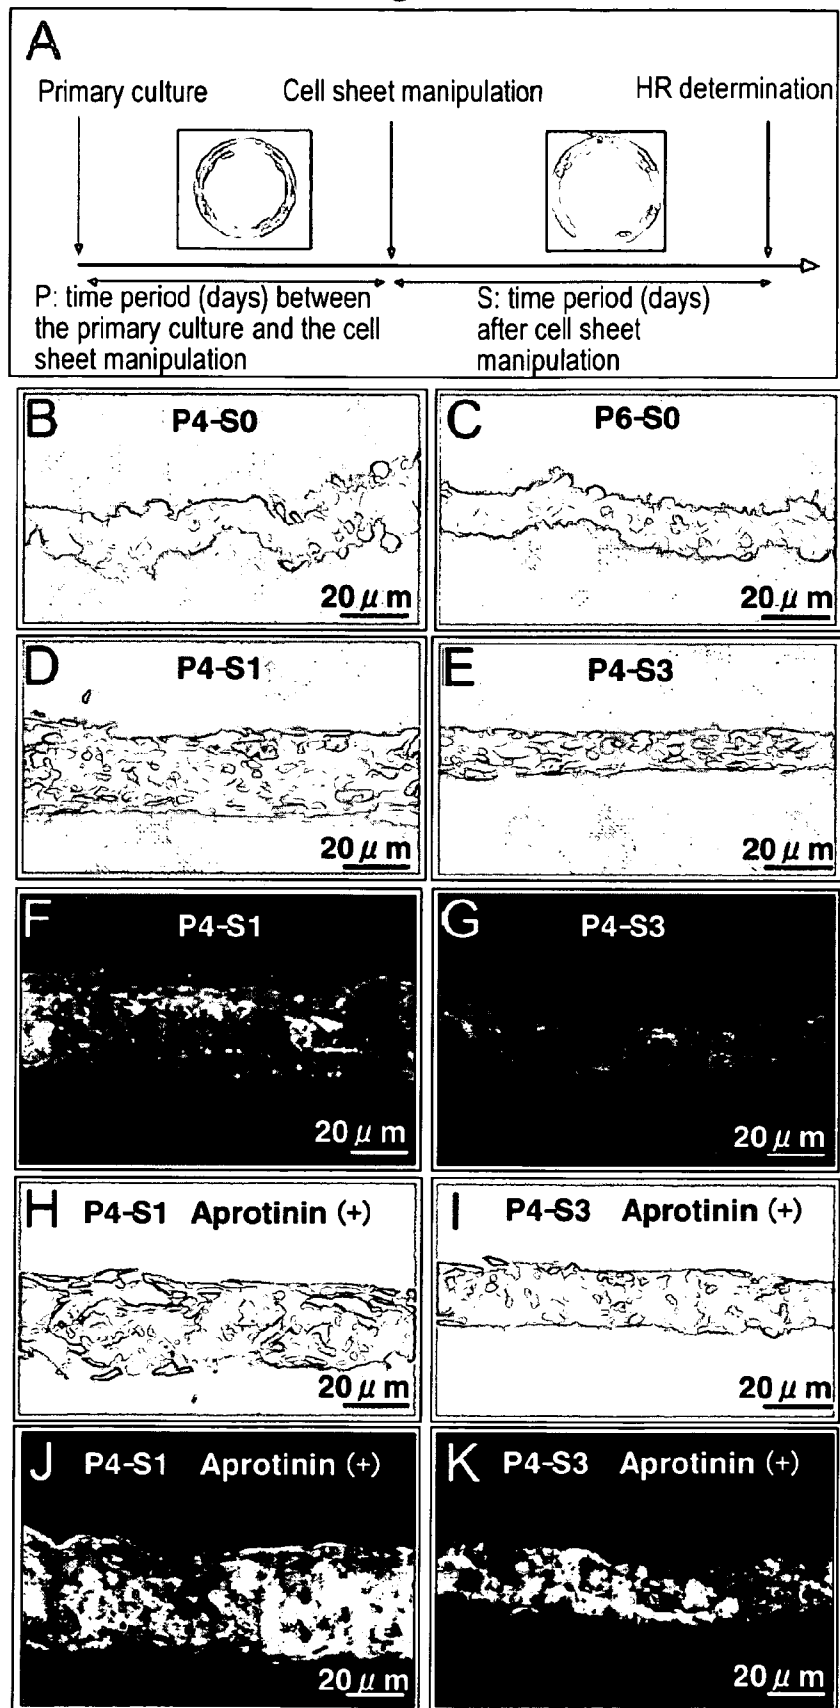 A
Primary culture
Cell sheet manipulation
HR determination
P: time period (days) between
the primary culture and the cell
sheet manipulation
S: time period (days)
after cell sheet
manipulation
B
P4-S0
20 μ m
C
P6-S0
20 μ m
D
P4-S1
20 μ m
E
P4-S3
20 μ m
F
P4-S1
20 μ m
G
P4-S3
20 μ m
H P4-S1 Aprotinin (+)
20 μ m
I P4-S3 Aprotinin (+)
20 μ m
J P4-S1 Aprotinin (+)
20 μ m
K P4-S3 Aprotinin (+)
20 μ m